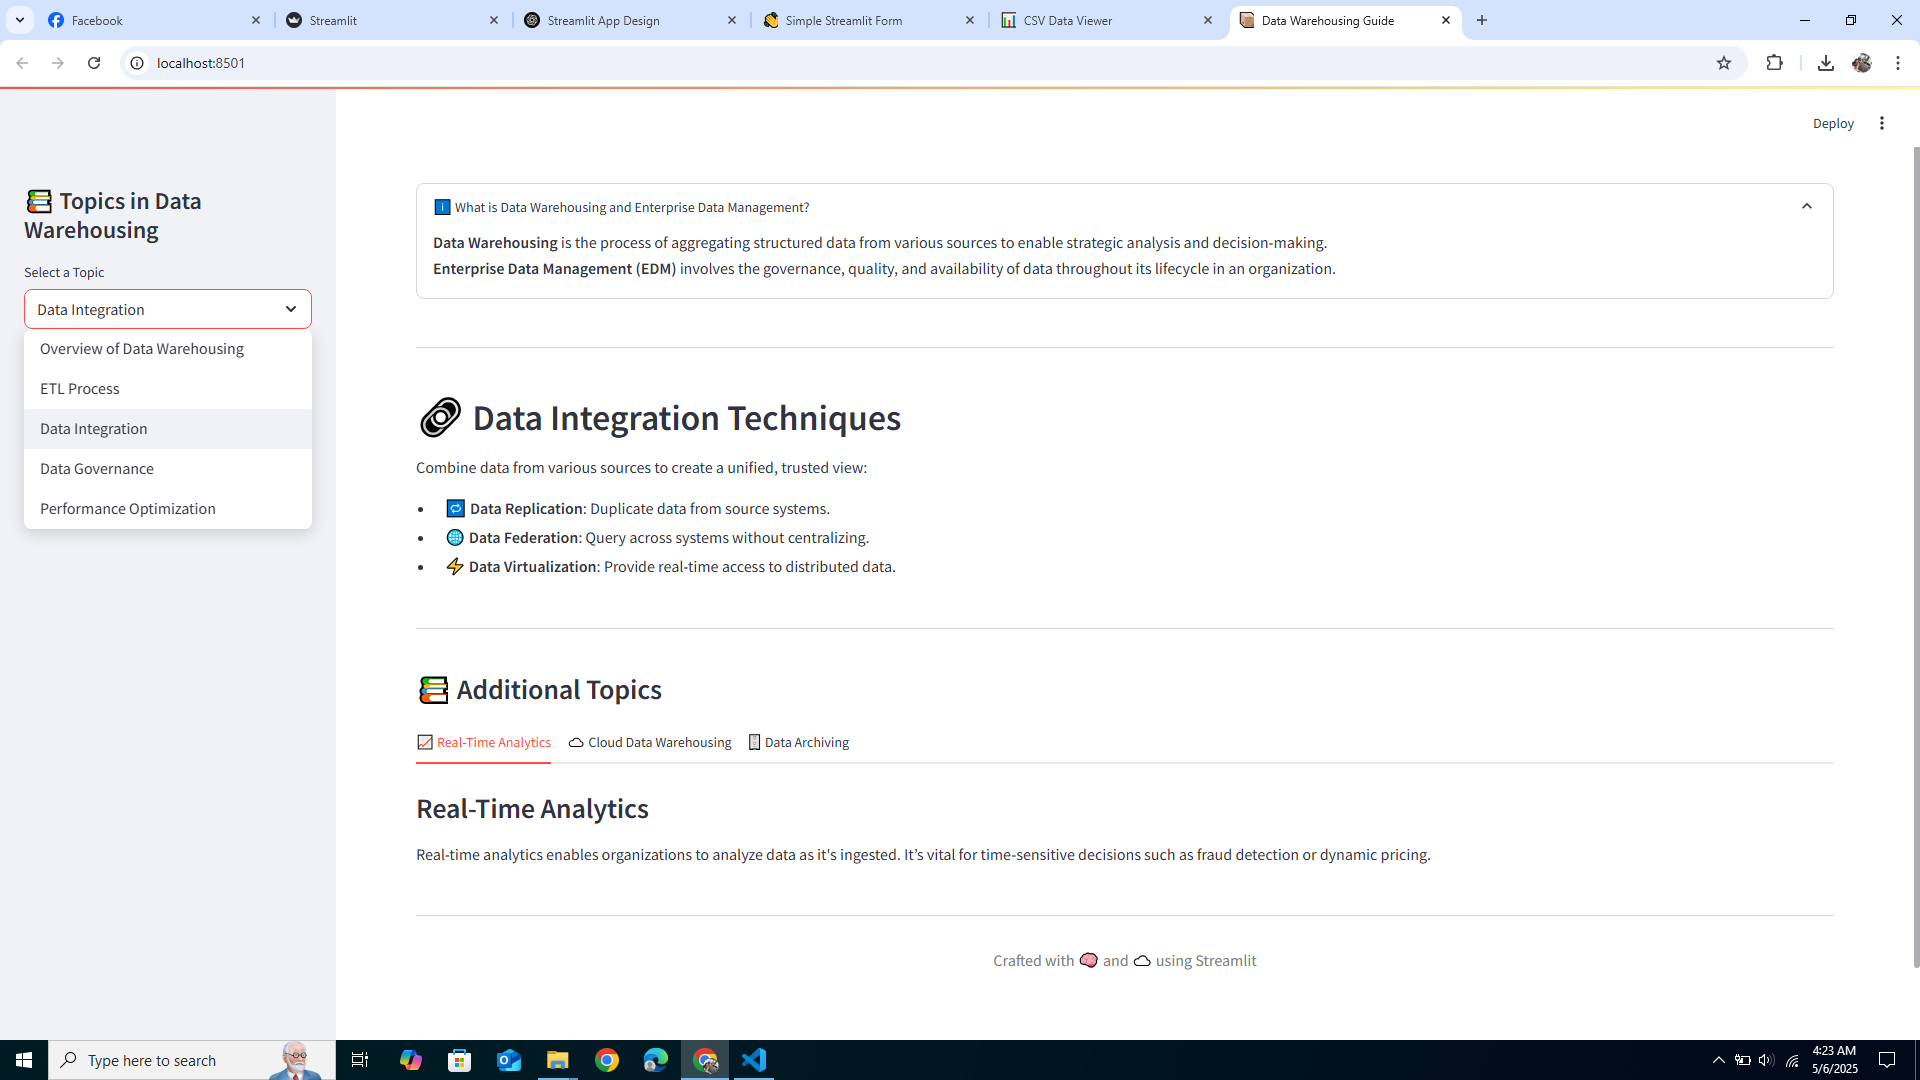 Facebook
Streamlit
Streamlit App Design
Simple Streamlit Form
CSV Data Viewer
Data Warehousing Guide
localhost:8501
Deploy
📚 Topics in Data
Warehousing
Select a Topic
Data Integration
Overview of Data Warehousing
ETL Process
Data Integration
Data Governance
Performance Optimization
ℹ️ What is Data Warehousing and Enterprise Data Management?
Data Warehousing is the process of aggregating structured data from various sources to enable strategic analysis and decision-making.
Enterprise Data Management (EDM) involves the governance, quality, and availability of data throughout its lifecycle in an organization.
🔗 Data Integration Techniques
Combine data from various sources to create a unified, trusted view:
• 🔁 Data Replication: Duplicate data from source systems.
• 🌐 Data Federation: Query across systems without centralizing.
• ⚡ Data Virtualization: Provide real-time access to distributed data.
📚 Additional Topics
📈 Real-Time Analytics
☁️ Cloud Data Warehousing
🗄️ Data Archiving
Real-Time Analytics
Real-time analytics enables organizations to analyze data as it's ingested. It’s vital for time-sensitive decisions such as fraud detection or dynamic pricing.
Crafted with 🧠 and ☁️ using Streamlit
Type here to search
4:23 AM
5/6/2025